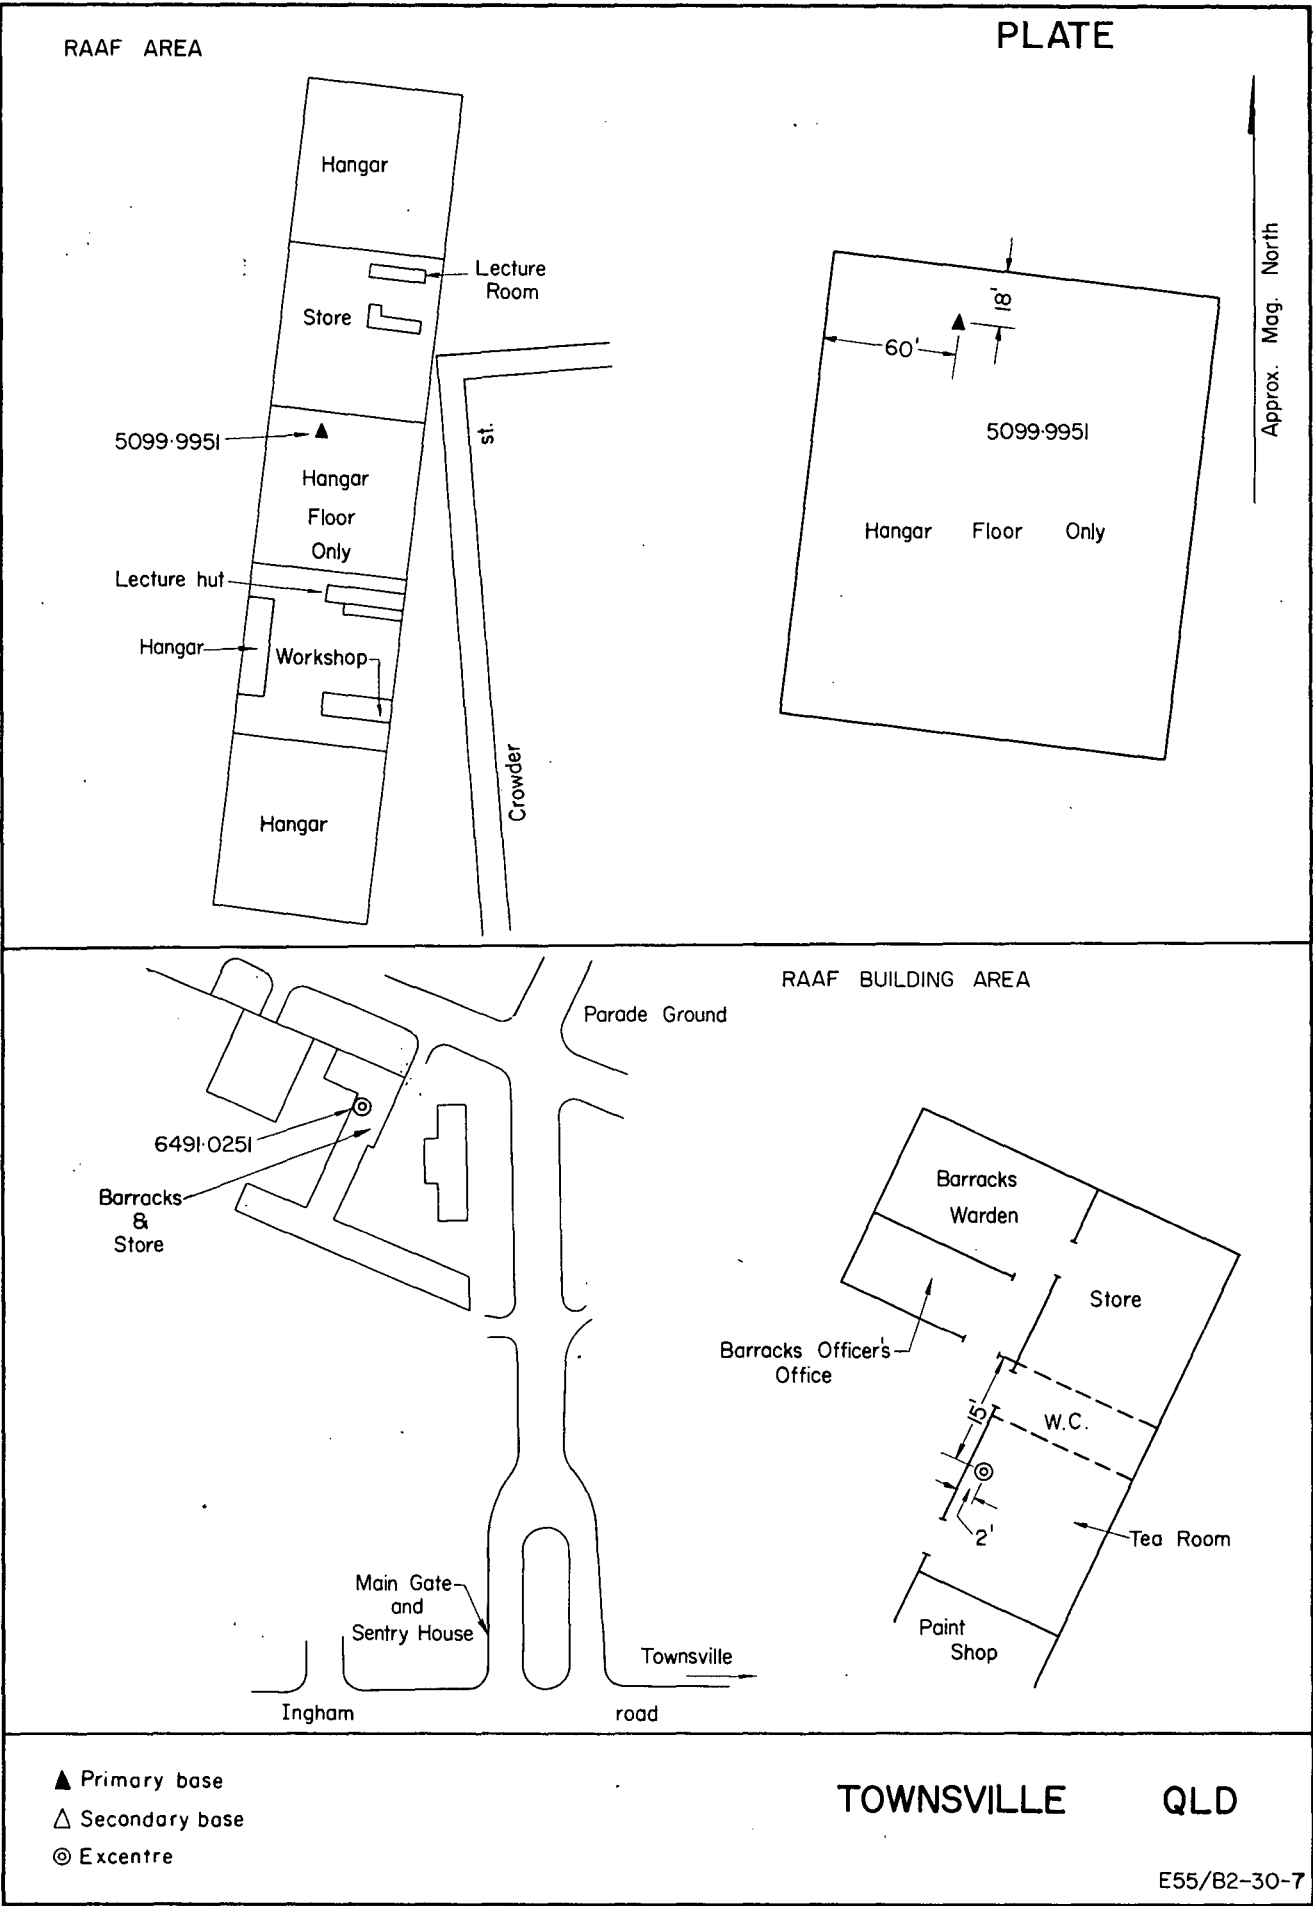 PLATE
RAAF AREA
Hangar
Lecture
Room
Store
st.
5099·9951
Hangar
Floor
Only
Lecture hut
Hangar
Workshop
Crowder
Hangar
18'
60'
5099·9951
Hangar Floor Only
Approx. Mag. North
RAAF BUILDING AREA
Parade Ground
6491·0251
Barracks
&
Store
Main Gate
and
Sentry House
Townsville
Ingham road
Barracks
Warden
Store
Barracks Officer's
Office
15'
W.C.
2'
Tea Room
Paint
Shop
▲ Primary base
△ Secondary base
◎ Excentre
TOWNSVILLE QLD
E55/B2-30-7